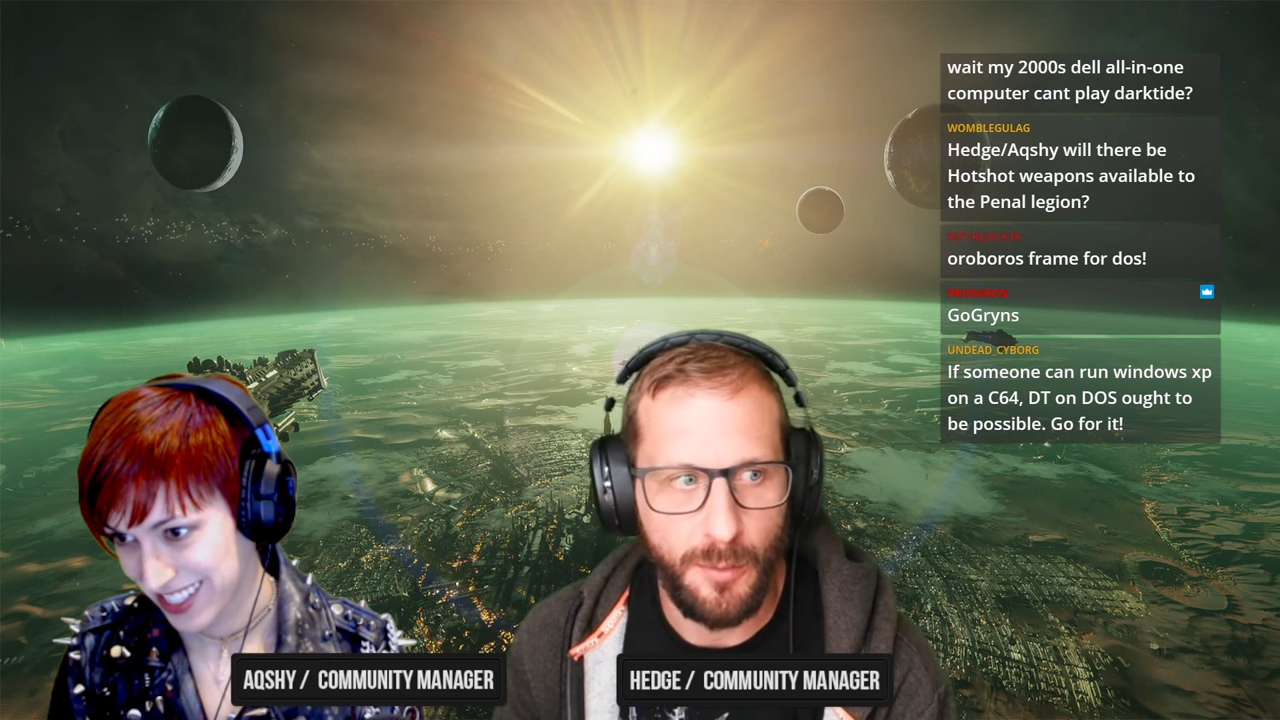 wait my 2000s dell all-in-one
computer cant play darktide?
WOMBLEGULAG
Hedge/Aqshy will there be
Hotshot weapons available to
the Penal legion?
oroboros frame for dos!
GoGryns
UNDEAD_CYBORG
If someone can run windows xp
on a C64, DT on DOS ought to
be possible. Go for it!
AQSHY / COMMUNITY MANAGER
HEDGE / COMMUNITY MANAGER